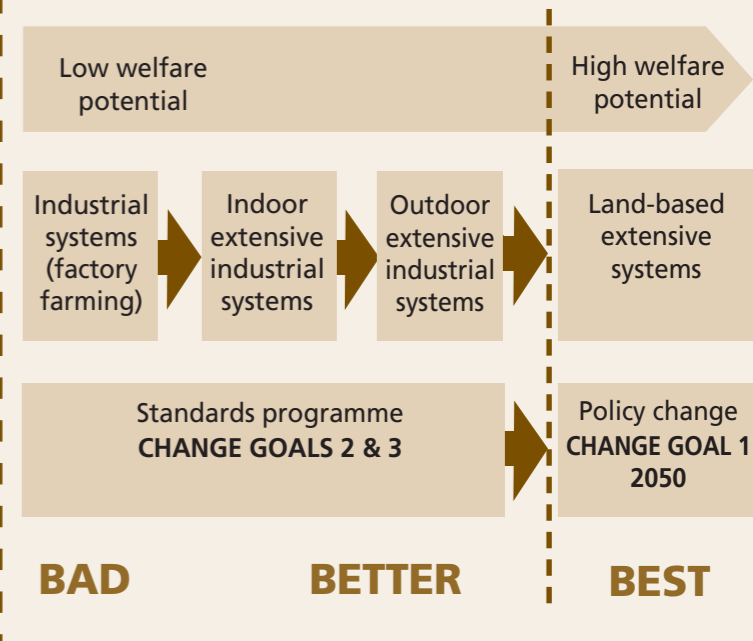 Low welfare
potential
High welfare
potential
Industrial
systems
(factory
farming)
Indoor
extensive
industrial
systems
Outdoor
extensive
industrial
systems
Land-based
extensive
systems
Standards programme
CHANGE GOALS 2 & 3
Policy change
CHANGE GOAL 1
2050
BAD
BETTER
BEST